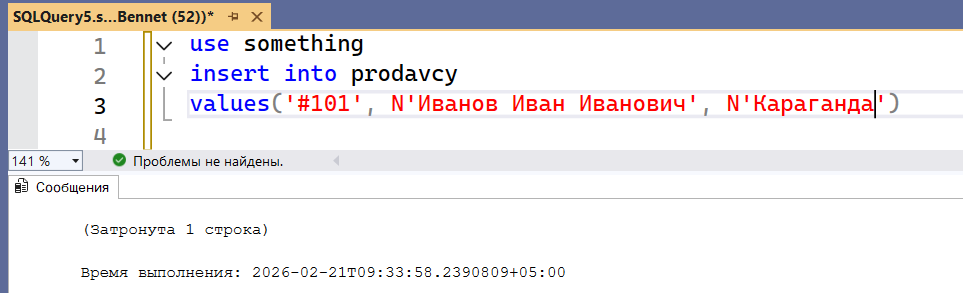 SQLQuery5.s...Bennet (52))*
1 use something
2 insert into prodavcy
3 values('#101', N'Иванов Иван Иванович', N'Караганда')
4
141 % Проблемы не найдены.
Сообщения
(Затронута 1 строка)
Время выполнения: 2026-02-21T09:33:58.2390809+05:00